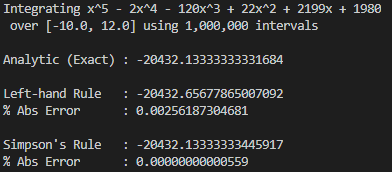 Integrating x^5 - 2x^4 - 120x^3 + 22x^2 + 2199x + 1980
over [-10.0, 12.0] using 1,000,000 intervals
Analytic (Exact) : -20432.13333331684
Left-hand Rule : -20432.65677865007092
% Abs Error : 0.00256187304681
Simpson's Rule : -20432.13333333445917
% Abs Error : 0.00000000000559